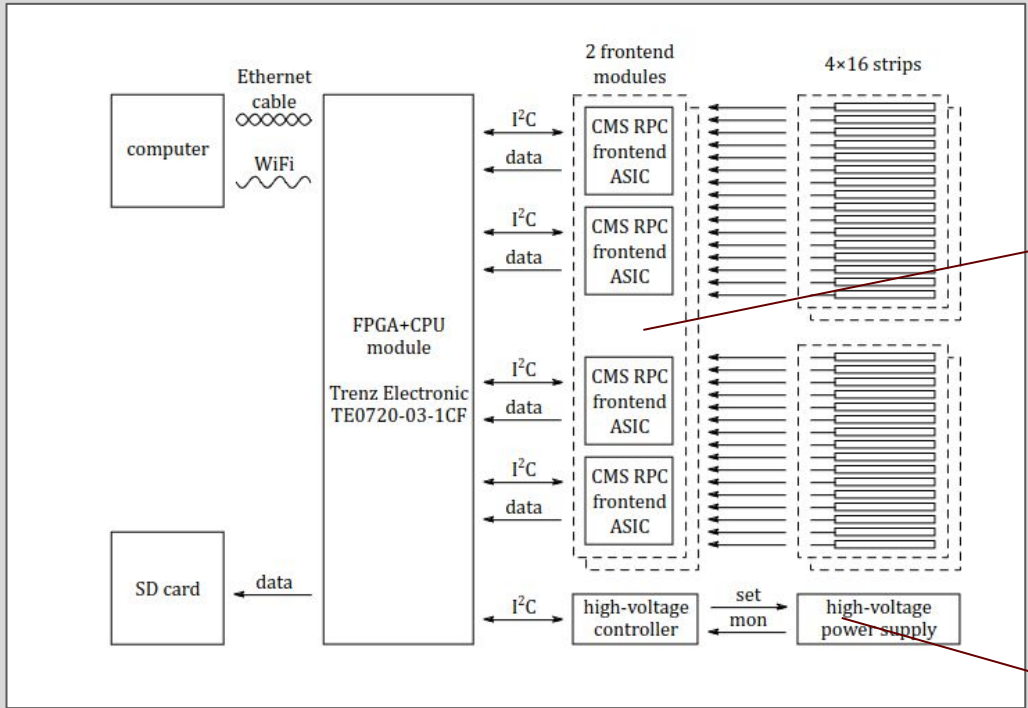 2 frontend
modules
4×16 strips
Ethernet
cable
computer
WiFi
I²C
data
CMS RPC
frontend
ASIC
I²C
data
CMS RPC
frontend
ASIC
FPGA+CPU
module
Trenz Electronic
TE0720-03-1CF
I²C
data
CMS RPC
frontend
ASIC
I²C
data
CMS RPC
frontend
ASIC
SD card
data
I²C
high-voltage
controller
set
mon
high-voltage
power supply